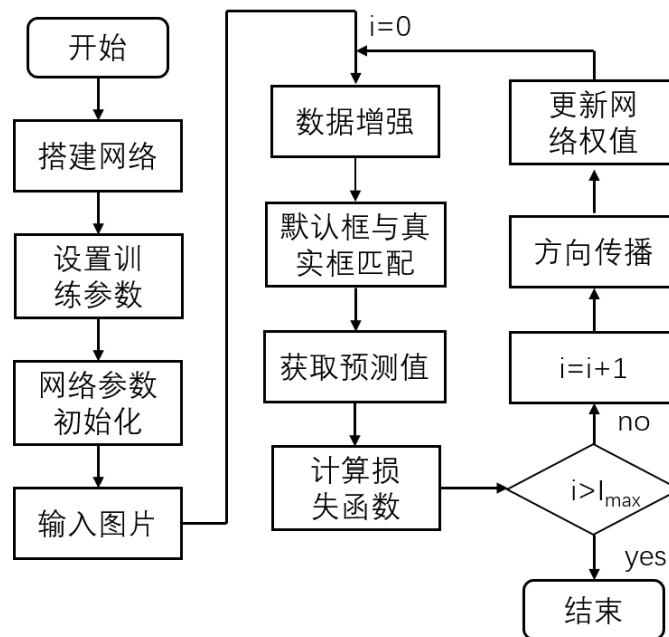 开始
搭建网络
设置训
练参数
网络参数
初始化
输入图片
i=0
数据增强
默认框与真
实框匹配
获取预测值
计算损
失函数
i>I_max
no
i=i+1
方向传播
更新网
络权值
yes
结束